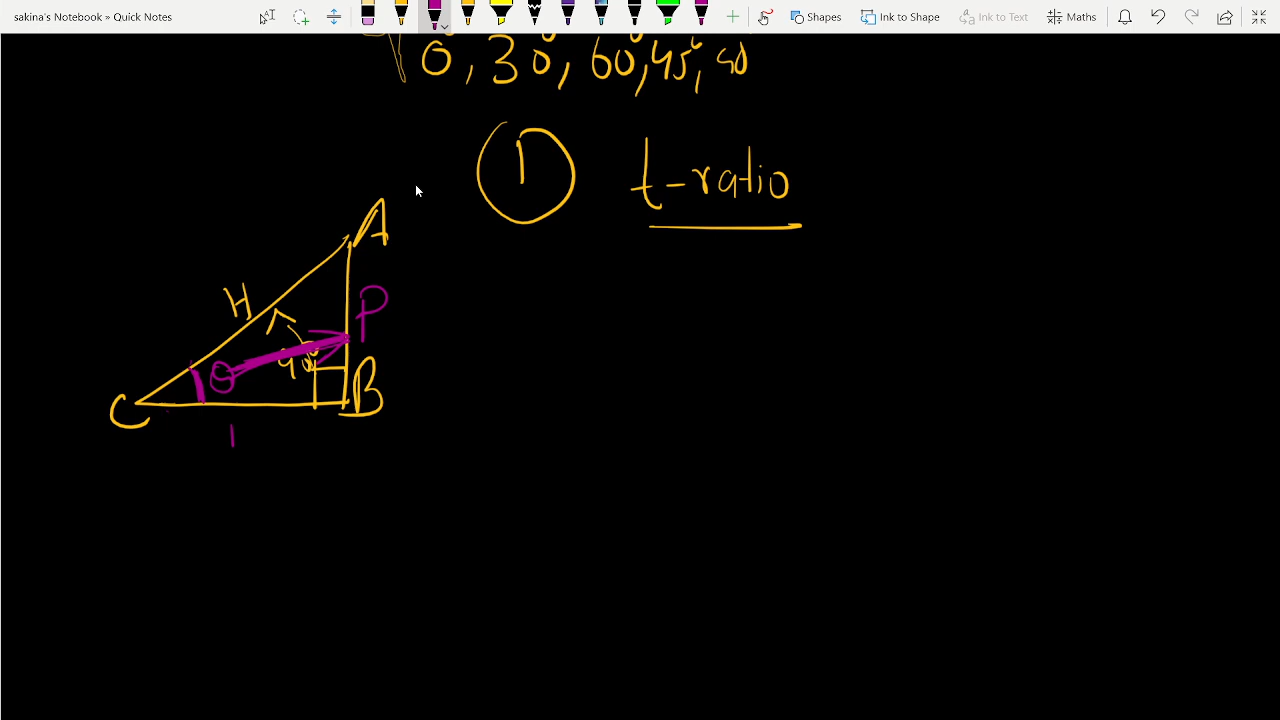 sakina's Notebook » Quick Notes
Shapes
Ink to Shape
Ink to Text
Maths
0°, 30°, 60°, 45°, 90
1
t-ratio
A
H
P
θ
90°
B
C